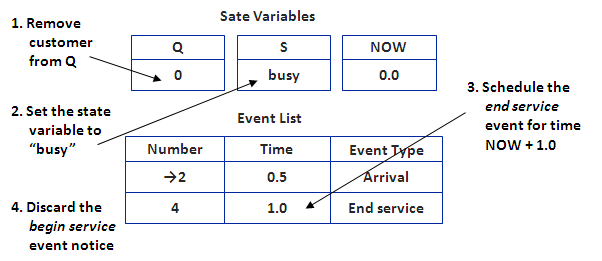 Sate Variables
1. Remove
customer
from Q
Q S NOW
0 busy 0.0
2. Set the state
variable to
“busy”
3. Schedule the
end service
event for time
NOW + 1.0
Event List
Number Time Event Type
→2 0.5 Arrival
4 1.0 End service
4. Discard the
begin service
event notice